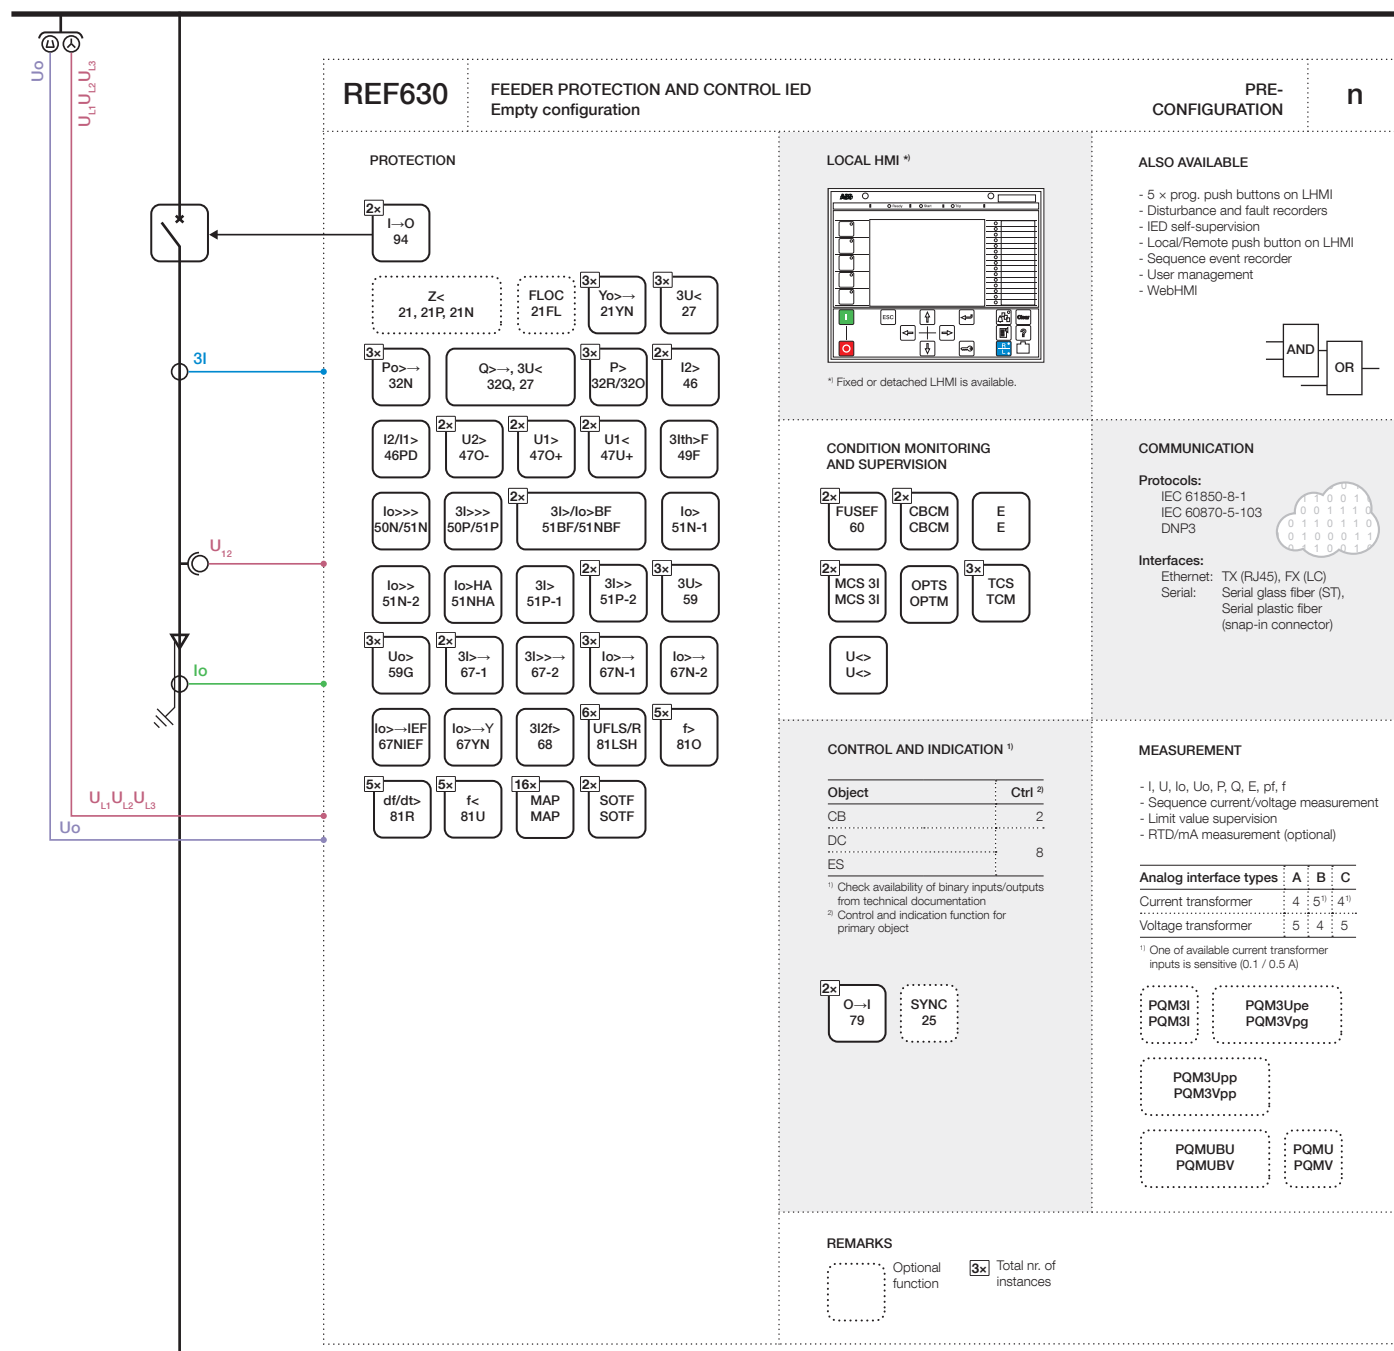 Uo
UL1UL2UL3
REF630
FEEDER PROTECTION AND CONTROL IED
Empty configuration
PRE-
CONFIGURATION
n
PROTECTION
2×
I→O
94
Z<
21, 21P, 21N
FLOC
21FL
3×
Yo>→
21YN
3×
3U<
27
3I
3×
Po>→
32N
Q>→, 3U<
32Q, 27
3×
P>
32R/32O
2×
I2>
46
I2/I1>
46PD
2×
U2>
47O-
2×
U1>
47O+
2×
U1<
47U+
3Ith>F
49F
Io>>>
50N/51N
3I>>>
50P/51P
2×
3I>/Io>BF
51BF/51NBF
Io>
51N-1
U12
Io>>
51N-2
Io>HA
51NHA
3I>
51P-1
2×
3I>>
51P-2
3×
3U>
59
3×
Uo>
59G
2×
3I>→
67-1
3I>>→
67-2
3×
Io>→
67N-1
Io>>→
67N-2
Io
Io>→IEF
67NIEF
Io>→Y
67YN
3I2f>
68
6×
UFLS/R
81LSH
5×
f>
81O
5×
df/dt>
81R
5×
f<
81U
16×
MAP
MAP
2×
SOTF
SOTF
UL1UL2UL3
Uo
LOCAL HMI *)
ABB
Ready
Start
Trip
I
ESC
Clear
O
R
L
?
*) Fixed or detached LHMI is available.
ALSO AVAILABLE
- 5 × prog. push buttons on LHMI
- Disturbance and fault recorders
- IED self-supervision
- Local/Remote push button on LHMI
- Sequence event recorder
- User management
- WebHMI
AND
OR
CONDITION MONITORING
AND SUPERVISION
2×
FUSEF
60
2×
CBCM
CBCM
E
E
2×
MCS 3I
MCS 3I
OPTS
OPTM
3×
TCS
TCM
U<>
U<>
COMMUNICATION
Protocols:
IEC 61850-8-1
IEC 60870-5-103
DNP3
Interfaces:
Ethernet: TX (RJ45), FX (LC)
Serial: Serial glass fiber (ST),
Serial plastic fiber
(snap-in connector)
CONTROL AND INDICATION 1)
Object Ctrl 2)
CB 2
DC
8
ES
1) Check availability of binary inputs/outputs
from technical documentation
2) Control and indication function for
primary object
2×
O→I
79
SYNC
25
MEASUREMENT
- I, U, Io, Uo, P, Q, E, pf, f
- Sequence current/voltage measurement
- Limit value supervision
- RTD/mA measurement (optional)
Analog interface types A B C
Current transformer 4 5 1) 4 1)
Voltage transformer 5 4 5
1) One of available current transformer
inputs is sensitive (0.1 / 0.5 A)
PQM3I
PQM3I
PQM3Upe
PQM3Vpg
PQM3Upp
PQM3Vpp
PQMUBU
PQMUBV
PQMU
PQMV
REMARKS
Optional
function
3×
Total nr. of
instances